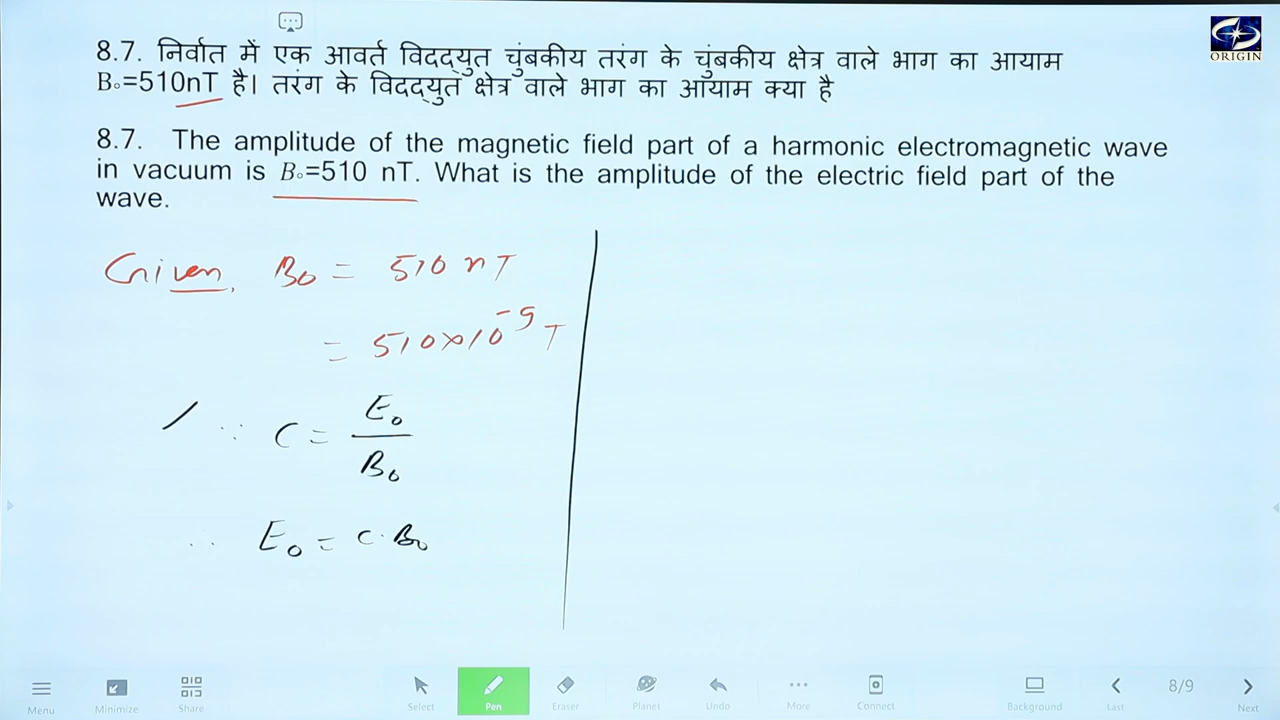 ORIGIN
8.7. निर्वात में एक आवर्त विदद्युत चुंबकीय तरंग के चुंबकीय क्षेत्र वाले भाग का आयाम
B₀=510nT है। तरंग के विदद्युत क्षेत्र वाले भाग का आयाम क्या है
8.7. The amplitude of the magnetic field part of a harmonic electromagnetic wave
in vacuum is B₀=510 nT. What is the amplitude of the electric field part of the
wave.
Given, B₀ = 510 nT
= 510×10⁻⁹ T
∵ C = E₀/B₀
∴ E₀ = C·B₀
Menu Minimize Share Select Pen Eraser Planet Undo More Connect Background Last 8/9 Next